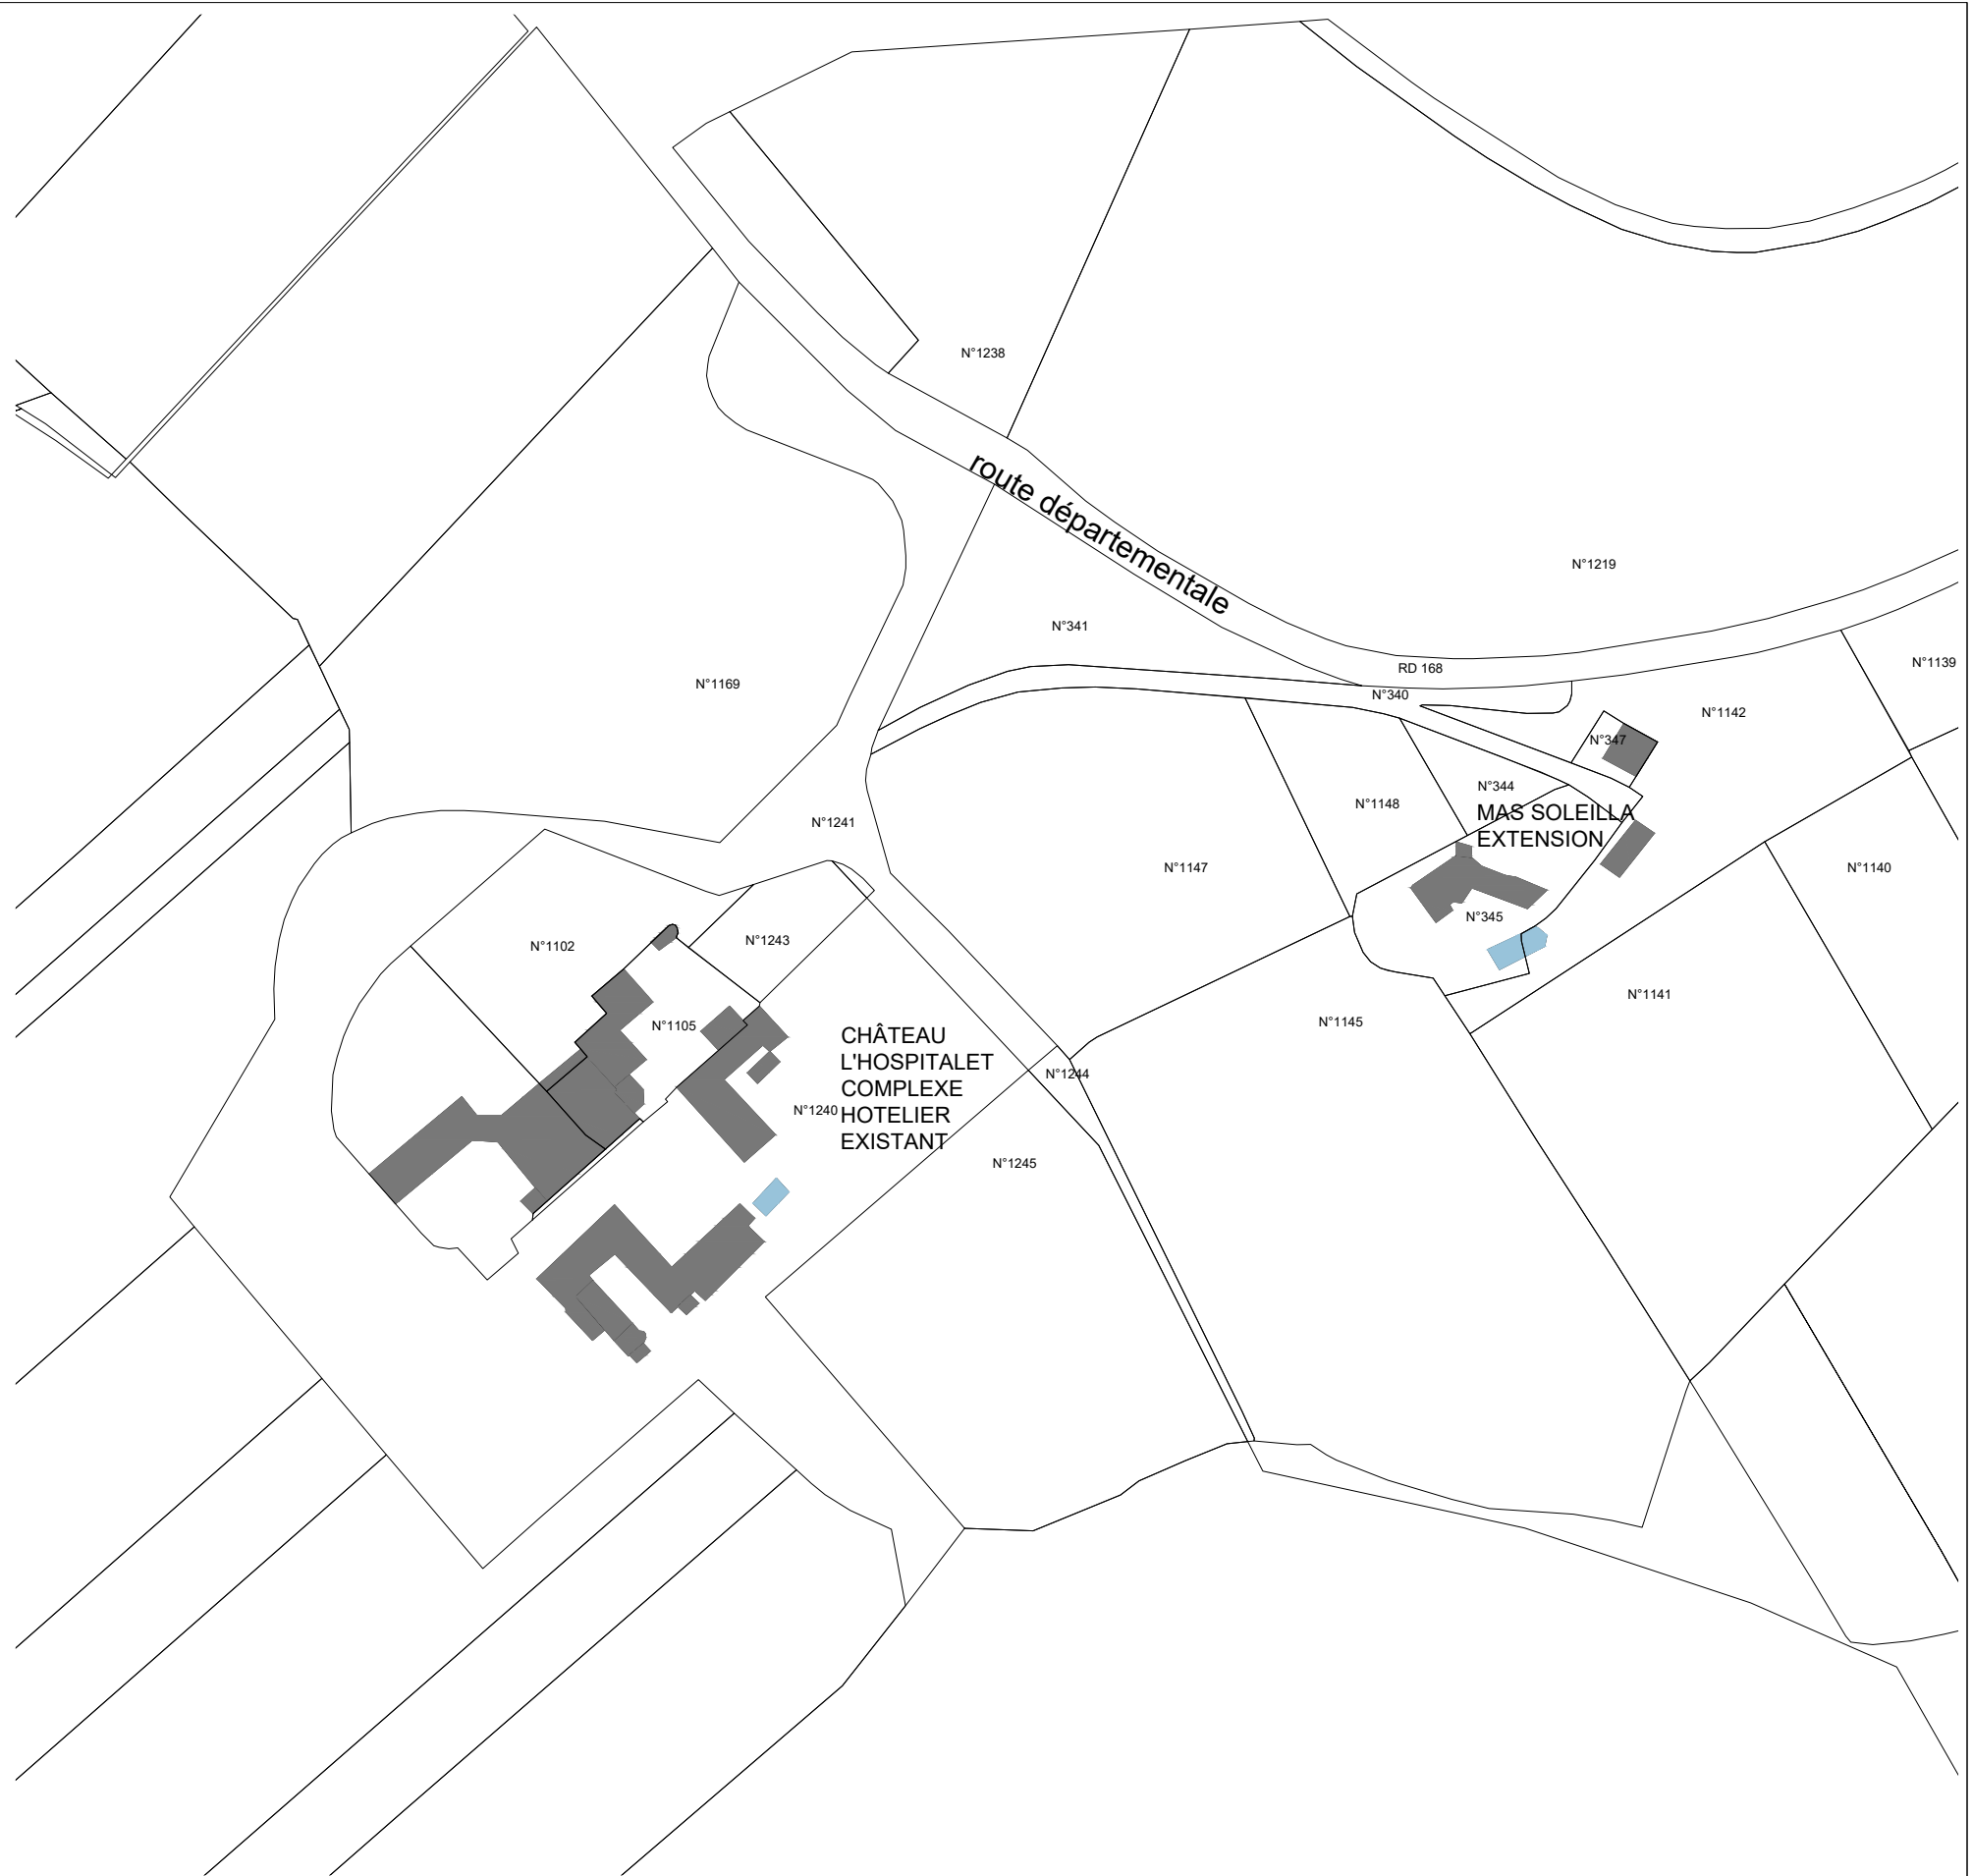 N°1238
route départementale
N°1219
N°341
N°1139
RD 168
N°1169
N°340
N°1142
N°347
N°344
N°1148
MAS SOLEILLA
EXTENSION
N°1241
N°1147
N°1140
N°345
N°1102
N°1243
N°1141
N°1145
N°1105
CHÂTEAU
L'HOSPITALET
COMPLEXE
HOTELIER
EXISTANT
N°1244
N°1240
N°1245